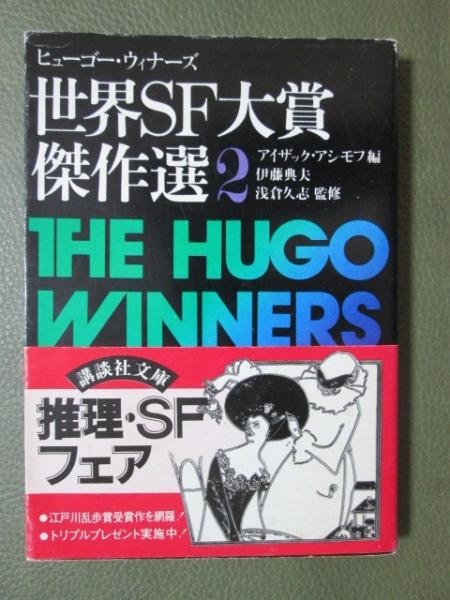 ヒューゴー・ウィナーズ
世界SF大賞
傑作選2
アイザック・アシモフ編
伊藤典夫
浅倉久志 監修
THE HUGO
WINNERS
講談社文庫
推理・SF
フェア
●江戸川乱歩賞受賞作を網羅!
●トリプルプレゼント実施中!